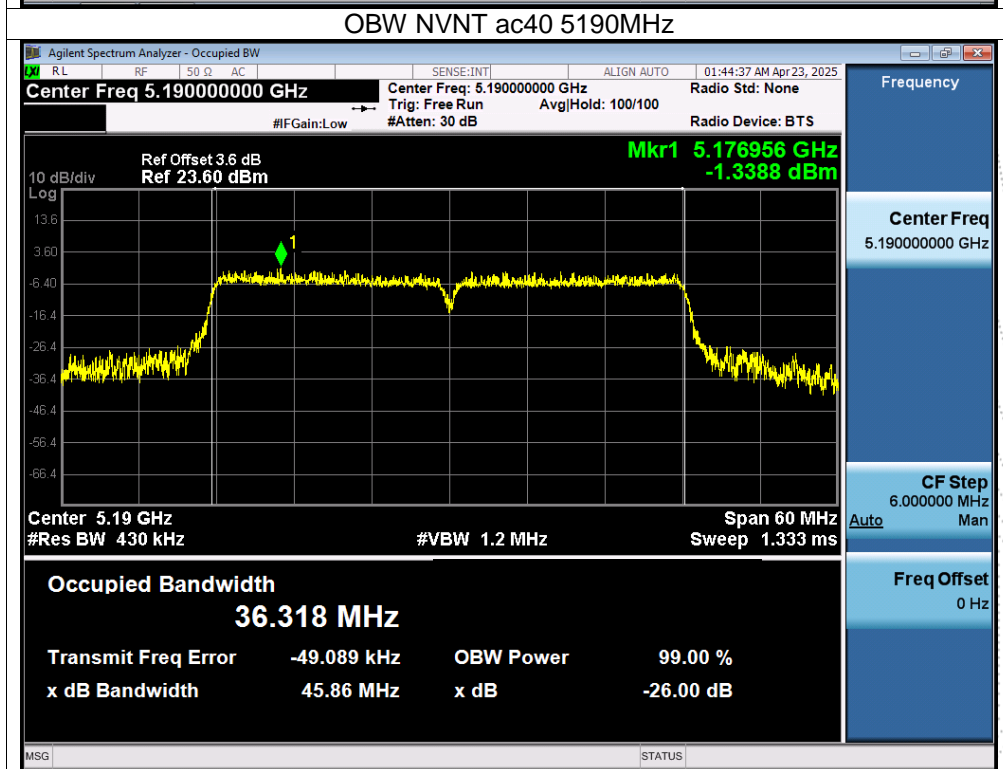 OBW NVNT ac40 5190MHz
Agilent Spectrum Analyzer - Occupied BW
LXI RL RF 50 Ω AC SENSE:INT ALIGN AUTO 01:44:37 AM Apr 23, 2025
Center Freq 5.190000000 GHz
Center Freq: 5.190000000 GHz Radio Std: None
Trig: Free Run Avg|Hold: 100/100
#IFGain:Low #Atten: 30 dB Radio Device: BTS
Mkr1 5.176956 GHz
-1.3388 dBm
Ref Offset 3.6 dB
10 dB/div Ref 23.60 dBm
Log
13.6
3.60
-6.40
-16.4
-26.4
-36.4
-46.4
-56.4
-66.4
1
Center 5.19 GHz Span 60 MHz
#Res BW 430 kHz #VBW 1.2 MHz Sweep 1.333 ms
Occupied Bandwidth
36.318 MHz
Transmit Freq Error -49.089 kHz OBW Power 99.00 %
x dB Bandwidth 45.86 MHz x dB -26.00 dB
Frequency
Center Freq
5.190000000 GHz
CF Step
6.000000 MHz
Auto Man
Freq Offset
0 Hz
MSG STATUS